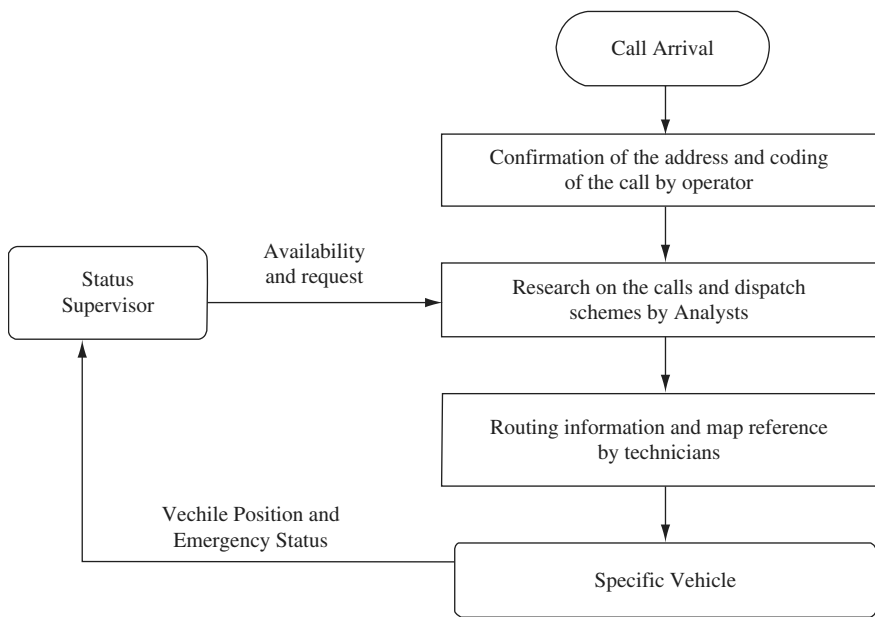 Call Arrival
Confirmation of the address and coding
of the call by operator
Availability
and request
Status
Supervisor
Research on the calls and dispatch
schemes by Analysts
Routing information and map reference
by technicians
Vechile Position and
Emergency Status
Specific Vehicle